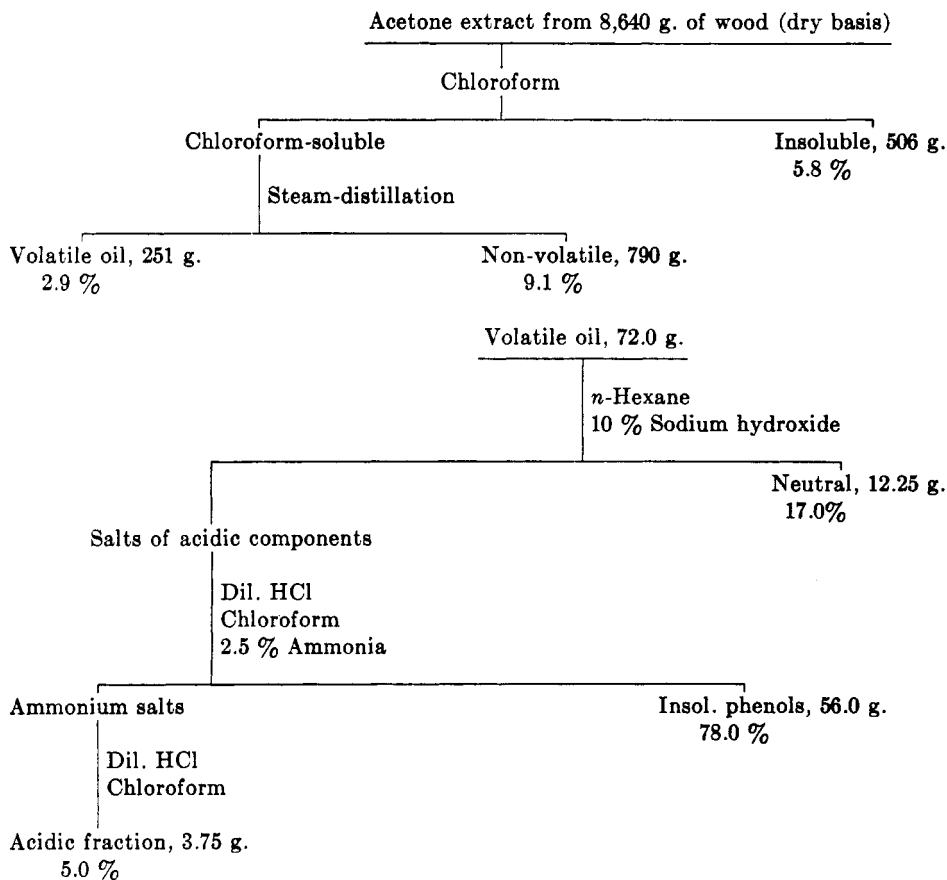 Acetone extract from 8,640 g. of wood (dry basis)
Chloroform
Chloroform-soluble
Insoluble, 506 g.
5.8 %
Steam-distillation
Volatile oil, 251 g.
2.9 %
Non-volatile, 790 g.
9.1 %
Volatile oil, 72.0 g.
n-Hexane
10 % Sodium hydroxide
Neutral, 12.25 g.
17.0%
Salts of acidic components
Dil. HCl
Chloroform
2.5 % Ammonia
Ammonium salts
Insol. phenols, 56.0 g.
78.0 %
Dil. HCl
Chloroform
Acidic fraction, 3.75 g.
5.0 %